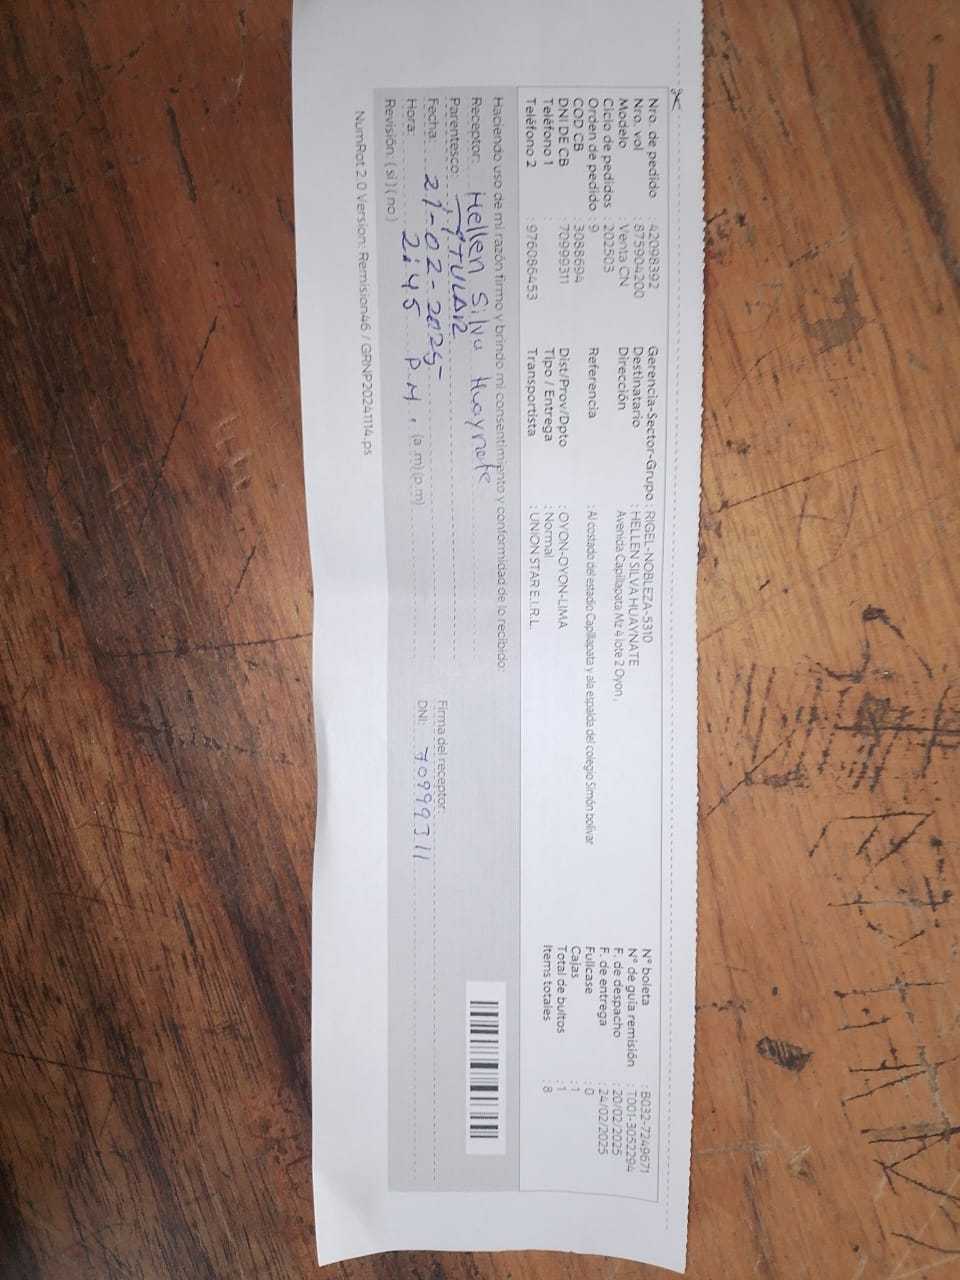 Nro. de pedido : 42098392
Nro. vol : 875904200
Modelo : Venta CN
Ciclo de pedidos : 202503
Orden de pedido : 9
COD CB : 3088694
DNI DE CB : 70999311
Teléfono 1 :
Teléfono 2 : 976086453
Gerencia-Sector-Grupo : RIGEL-NOBLEZA-5310
Destinatario : HELLEN SILVA HUAYNATE
Dirección : Avenida Capillapata Mz 4 lote 2 Oyon ,
Referencia : Al costado del estadio Capillapata y ala espalda del colegio Simón bolivar
Dist/Prov/Dpto : OYON-OYON-LIMA
Tipo / Entrega : Normal
Transportista : UNION STAR E.I.R.L.
N° boleta : B032-7249671
N° de guía remisión : T001-3052294
F. de despacho : 20/02/2025
F. de entrega : 24/02/2025
Fullcase : 0
Cajas : 1
Total de bultos : 1
Items totales : 8
Haciendo uso de mi razón firmo y brindo mi consentimiento y conformidad de lo recibido:
Receptor: Hellen Silva Huaynate
Parentesco: TITULAR
Fecha: 21-02-2025-
Hora: 2:45 P.M. (a.m)(p.m)
Revisión: ( si ) ( no )
Firma del receptor:
DNI: 70999311
NumRot 2.0 Version: Remision46 / GRNP20241114.ps